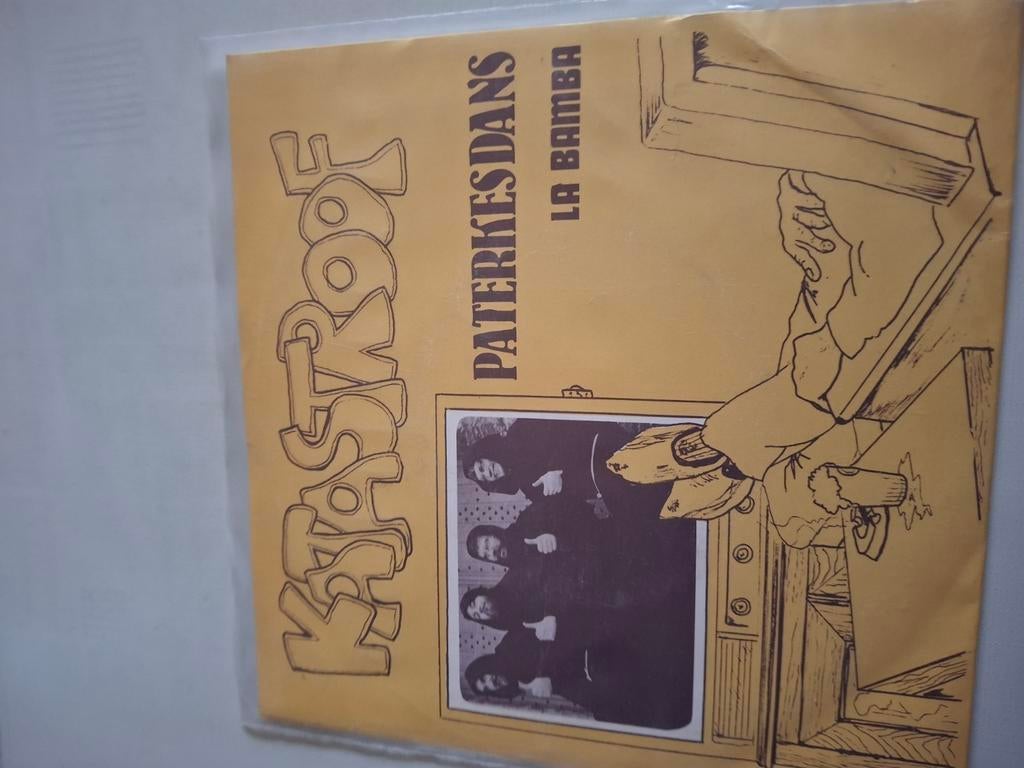 KATASTROOF
PATERKESDANS
LA BAMBA